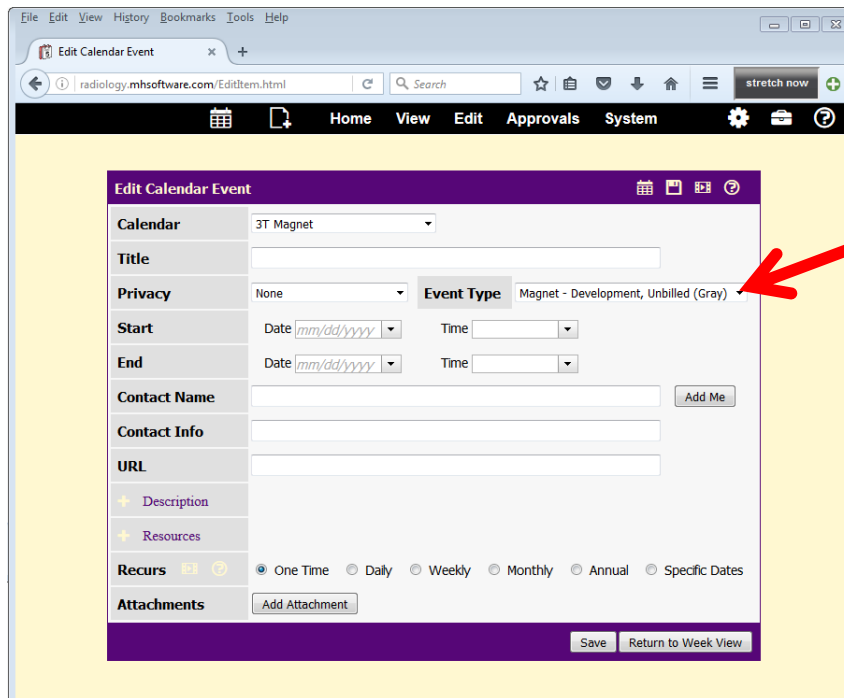 File Edit View History Bookmarks Tools Help
Edit Calendar Event × +
radiology.mhsoftware.com/EditItem.html Search stretch now
Home View Edit Approvals System
Edit Calendar Event
Calendar 3T Magnet
Title
Privacy None Event Type Magnet - Development, Unbilled (Gray)
Start Date mm/dd/yyyy Time
End Date mm/dd/yyyy Time
Contact Name Add Me
Contact Info
URL
+ Description
+ Resources
Recurs One Time Daily Weekly Monthly Annual Specific Dates
Attachments Add Attachment
Save Return to Week View